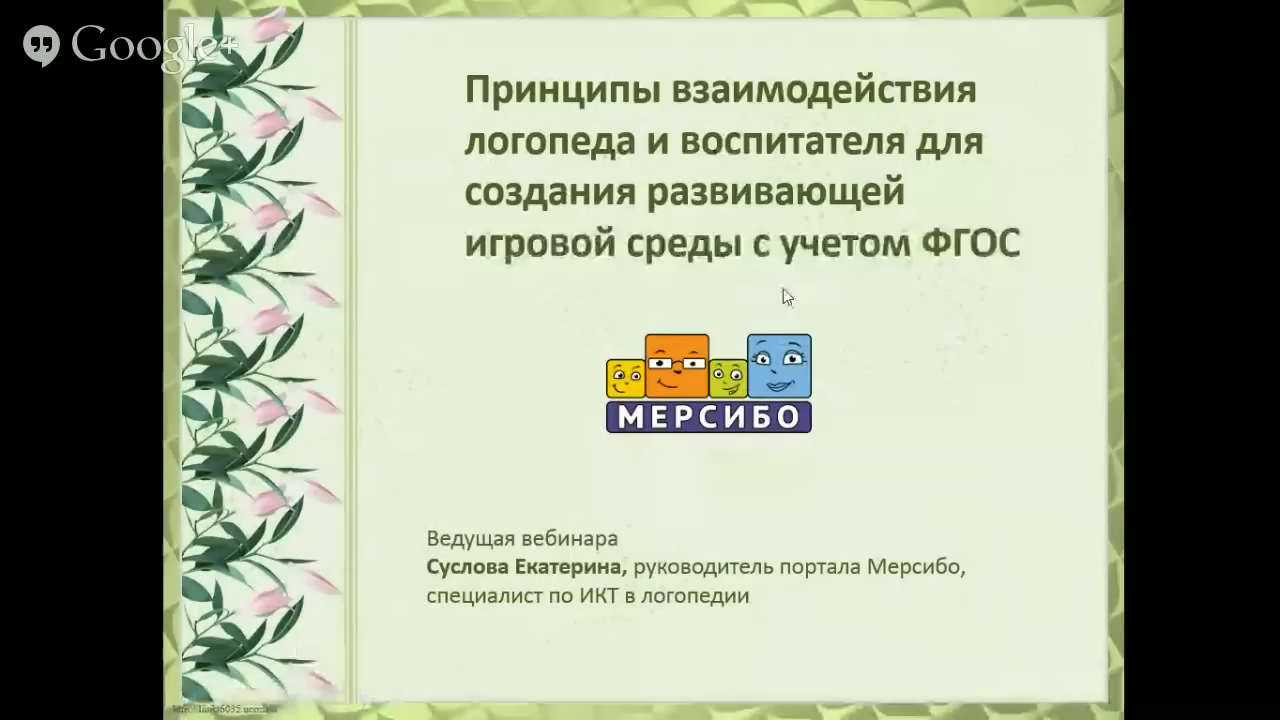 Google+
Принципы взаимодействия
логопеда и воспитателя для
создания развивающей
игровой среды с учетом ФГОС
МЕРСИБО
Ведущая вебинара
Суслова Екатерина, руководитель портала Мерсибо,
специалист по ИКТ в логопедии